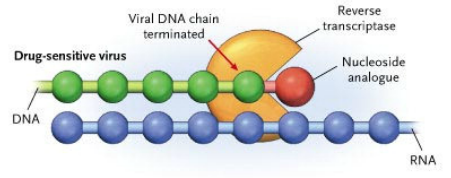 Viral DNA chain
terminated
Reverse
transcriptase
Drug-sensitive virus
Nucleoside
analogue
DNA
RNA